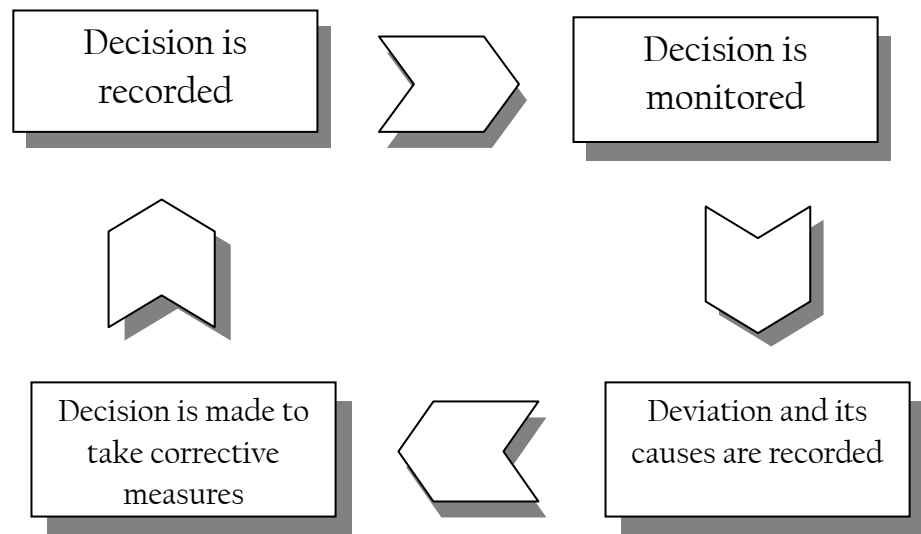 Decision is
recorded
Decision is
monitored
Decision is made to
take corrective
measures
Deviation and its
causes are recorded